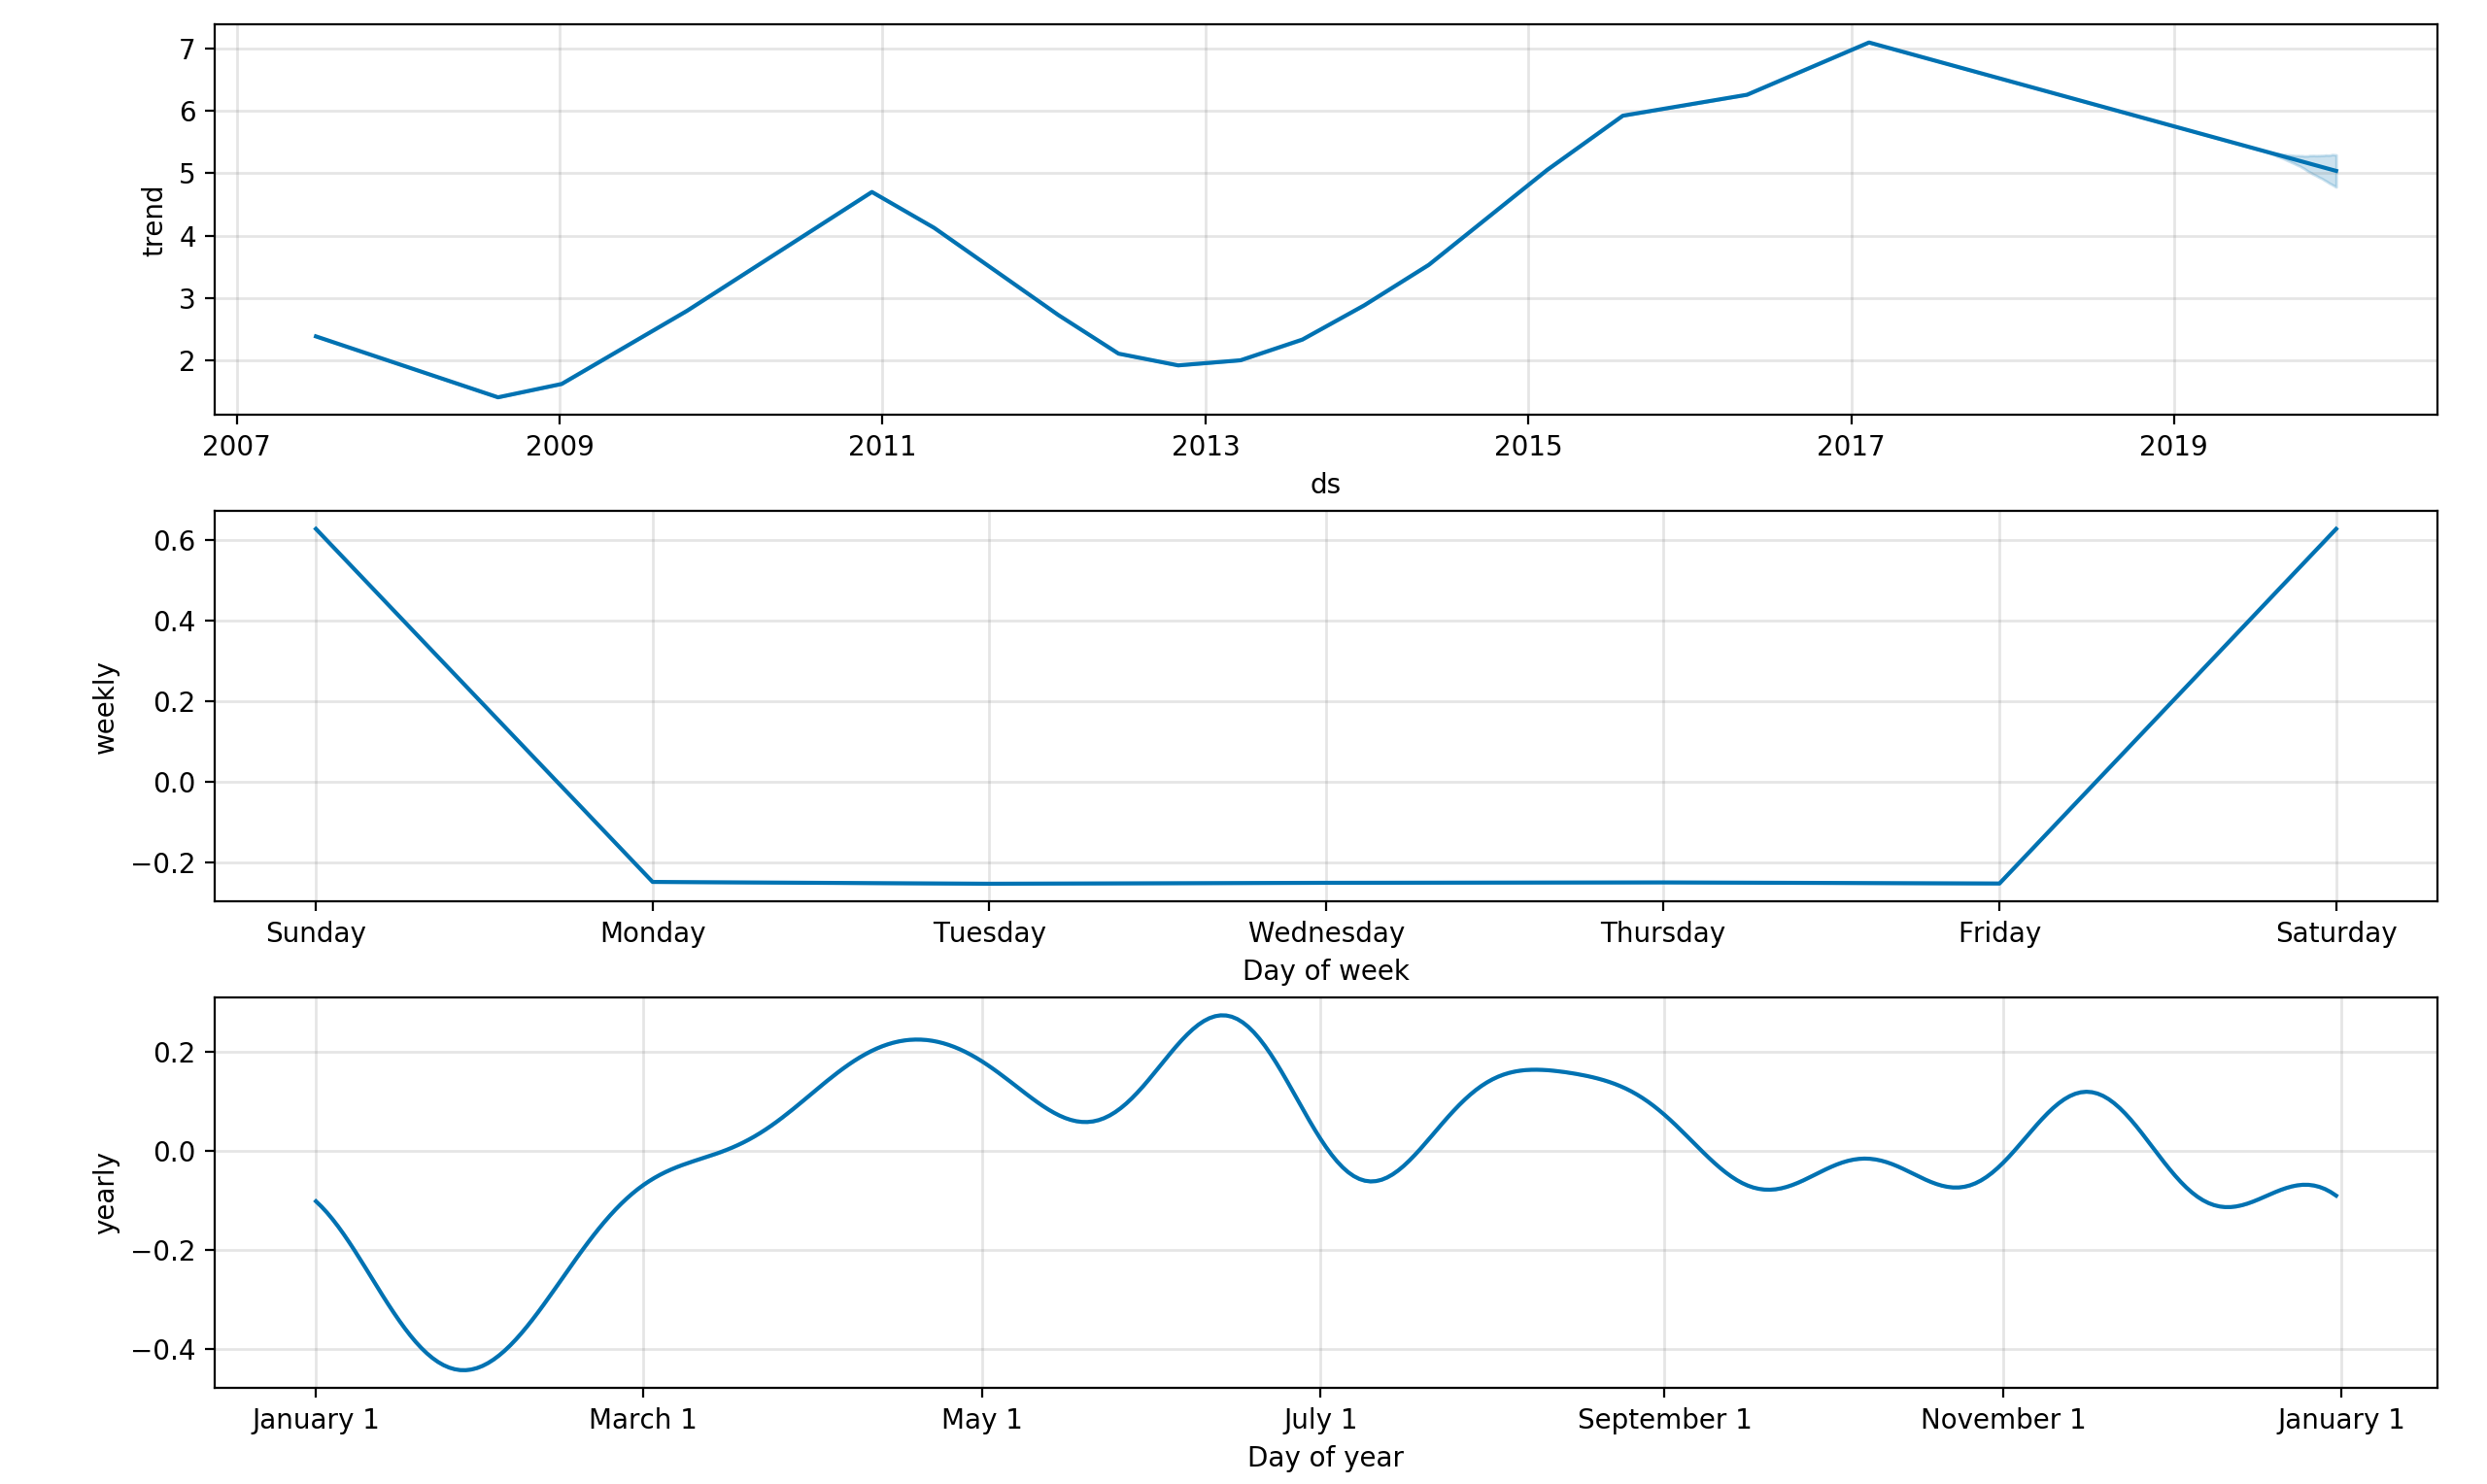 trend
7
6
5
4
3
2
2007 2009 2011 2013 2015 2017 2019
ds
weekly
0.6
0.4
0.2
0.0
−0.2
Sunday Monday Tuesday Wednesday Thursday Friday Saturday
Day of week
yearly
0.2
0.0
−0.2
−0.4
January 1 March 1 May 1 July 1 September 1 November 1 January 1
Day of year